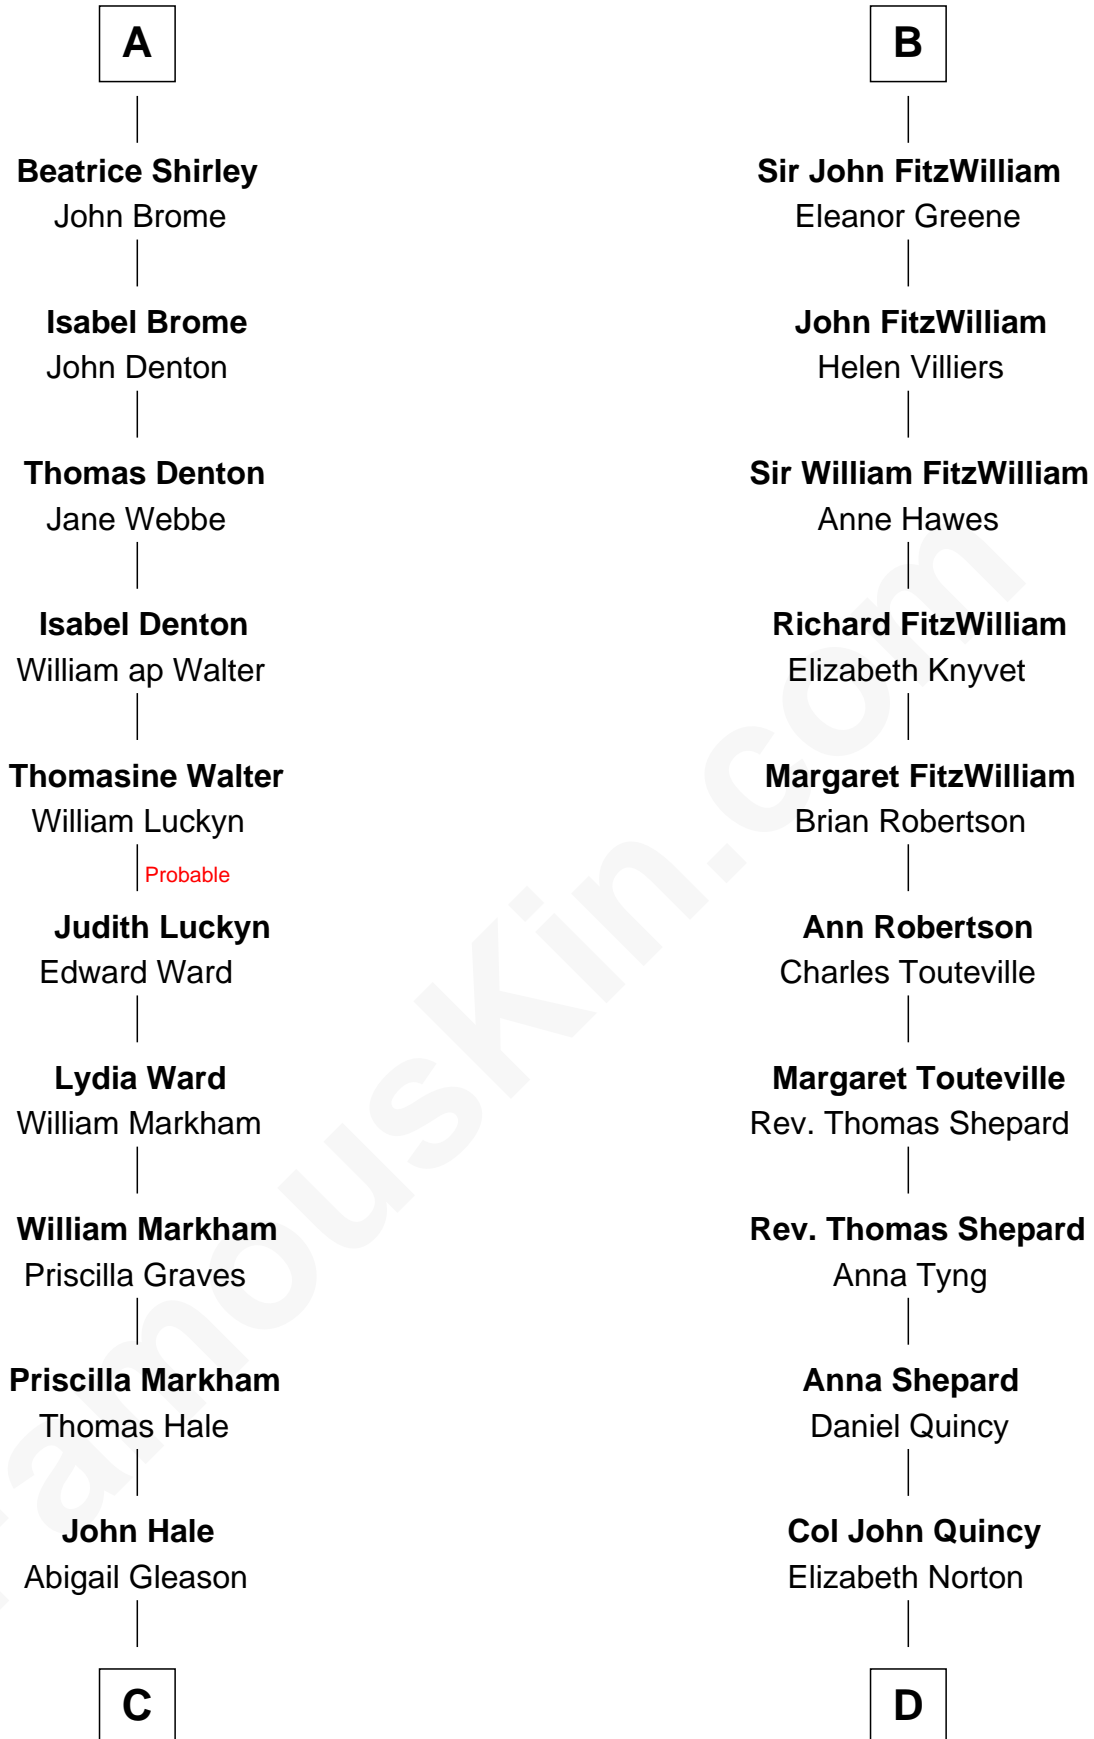 A
Beatrice Shirley
John Brome
Isabel Brome
John Denton
Thomas Denton
Jane Webbe
Isabel Denton
William ap Walter
Thomasine Walter
William Luckyn
Probable
Judith Luckyn
Edward Ward
Lydia Ward
William Markham
William Markham
Priscilla Graves
Priscilla Markham
Thomas Hale
John Hale
Abigail Gleason
C
B
Sir John FitzWilliam
Eleanor Greene
John FitzWilliam
Helen Villiers
Sir William FitzWilliam
Anne Hawes
Richard FitzWilliam
Elizabeth Knyvet
Margaret FitzWilliam
Brian Robertson
Ann Robertson
Charles Touteville
Margaret Touteville
Rev. Thomas Shepard
Rev. Thomas Shepard
Anna Tyng
Anna Shepard
Daniel Quincy
Col John Quincy
Elizabeth Norton
D
FamousKin.com